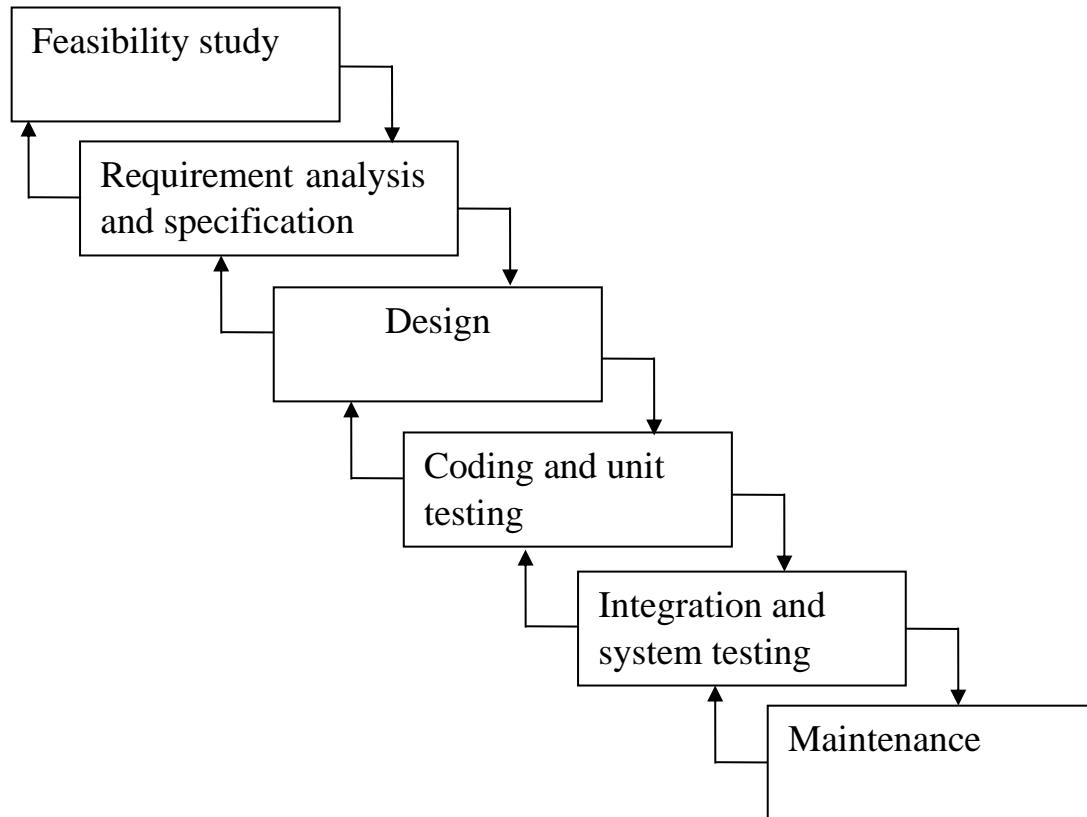 Feasibility study
Requirement analysis
and specification
Design
Coding and unit
testing
Integration and
system testing
Maintenance